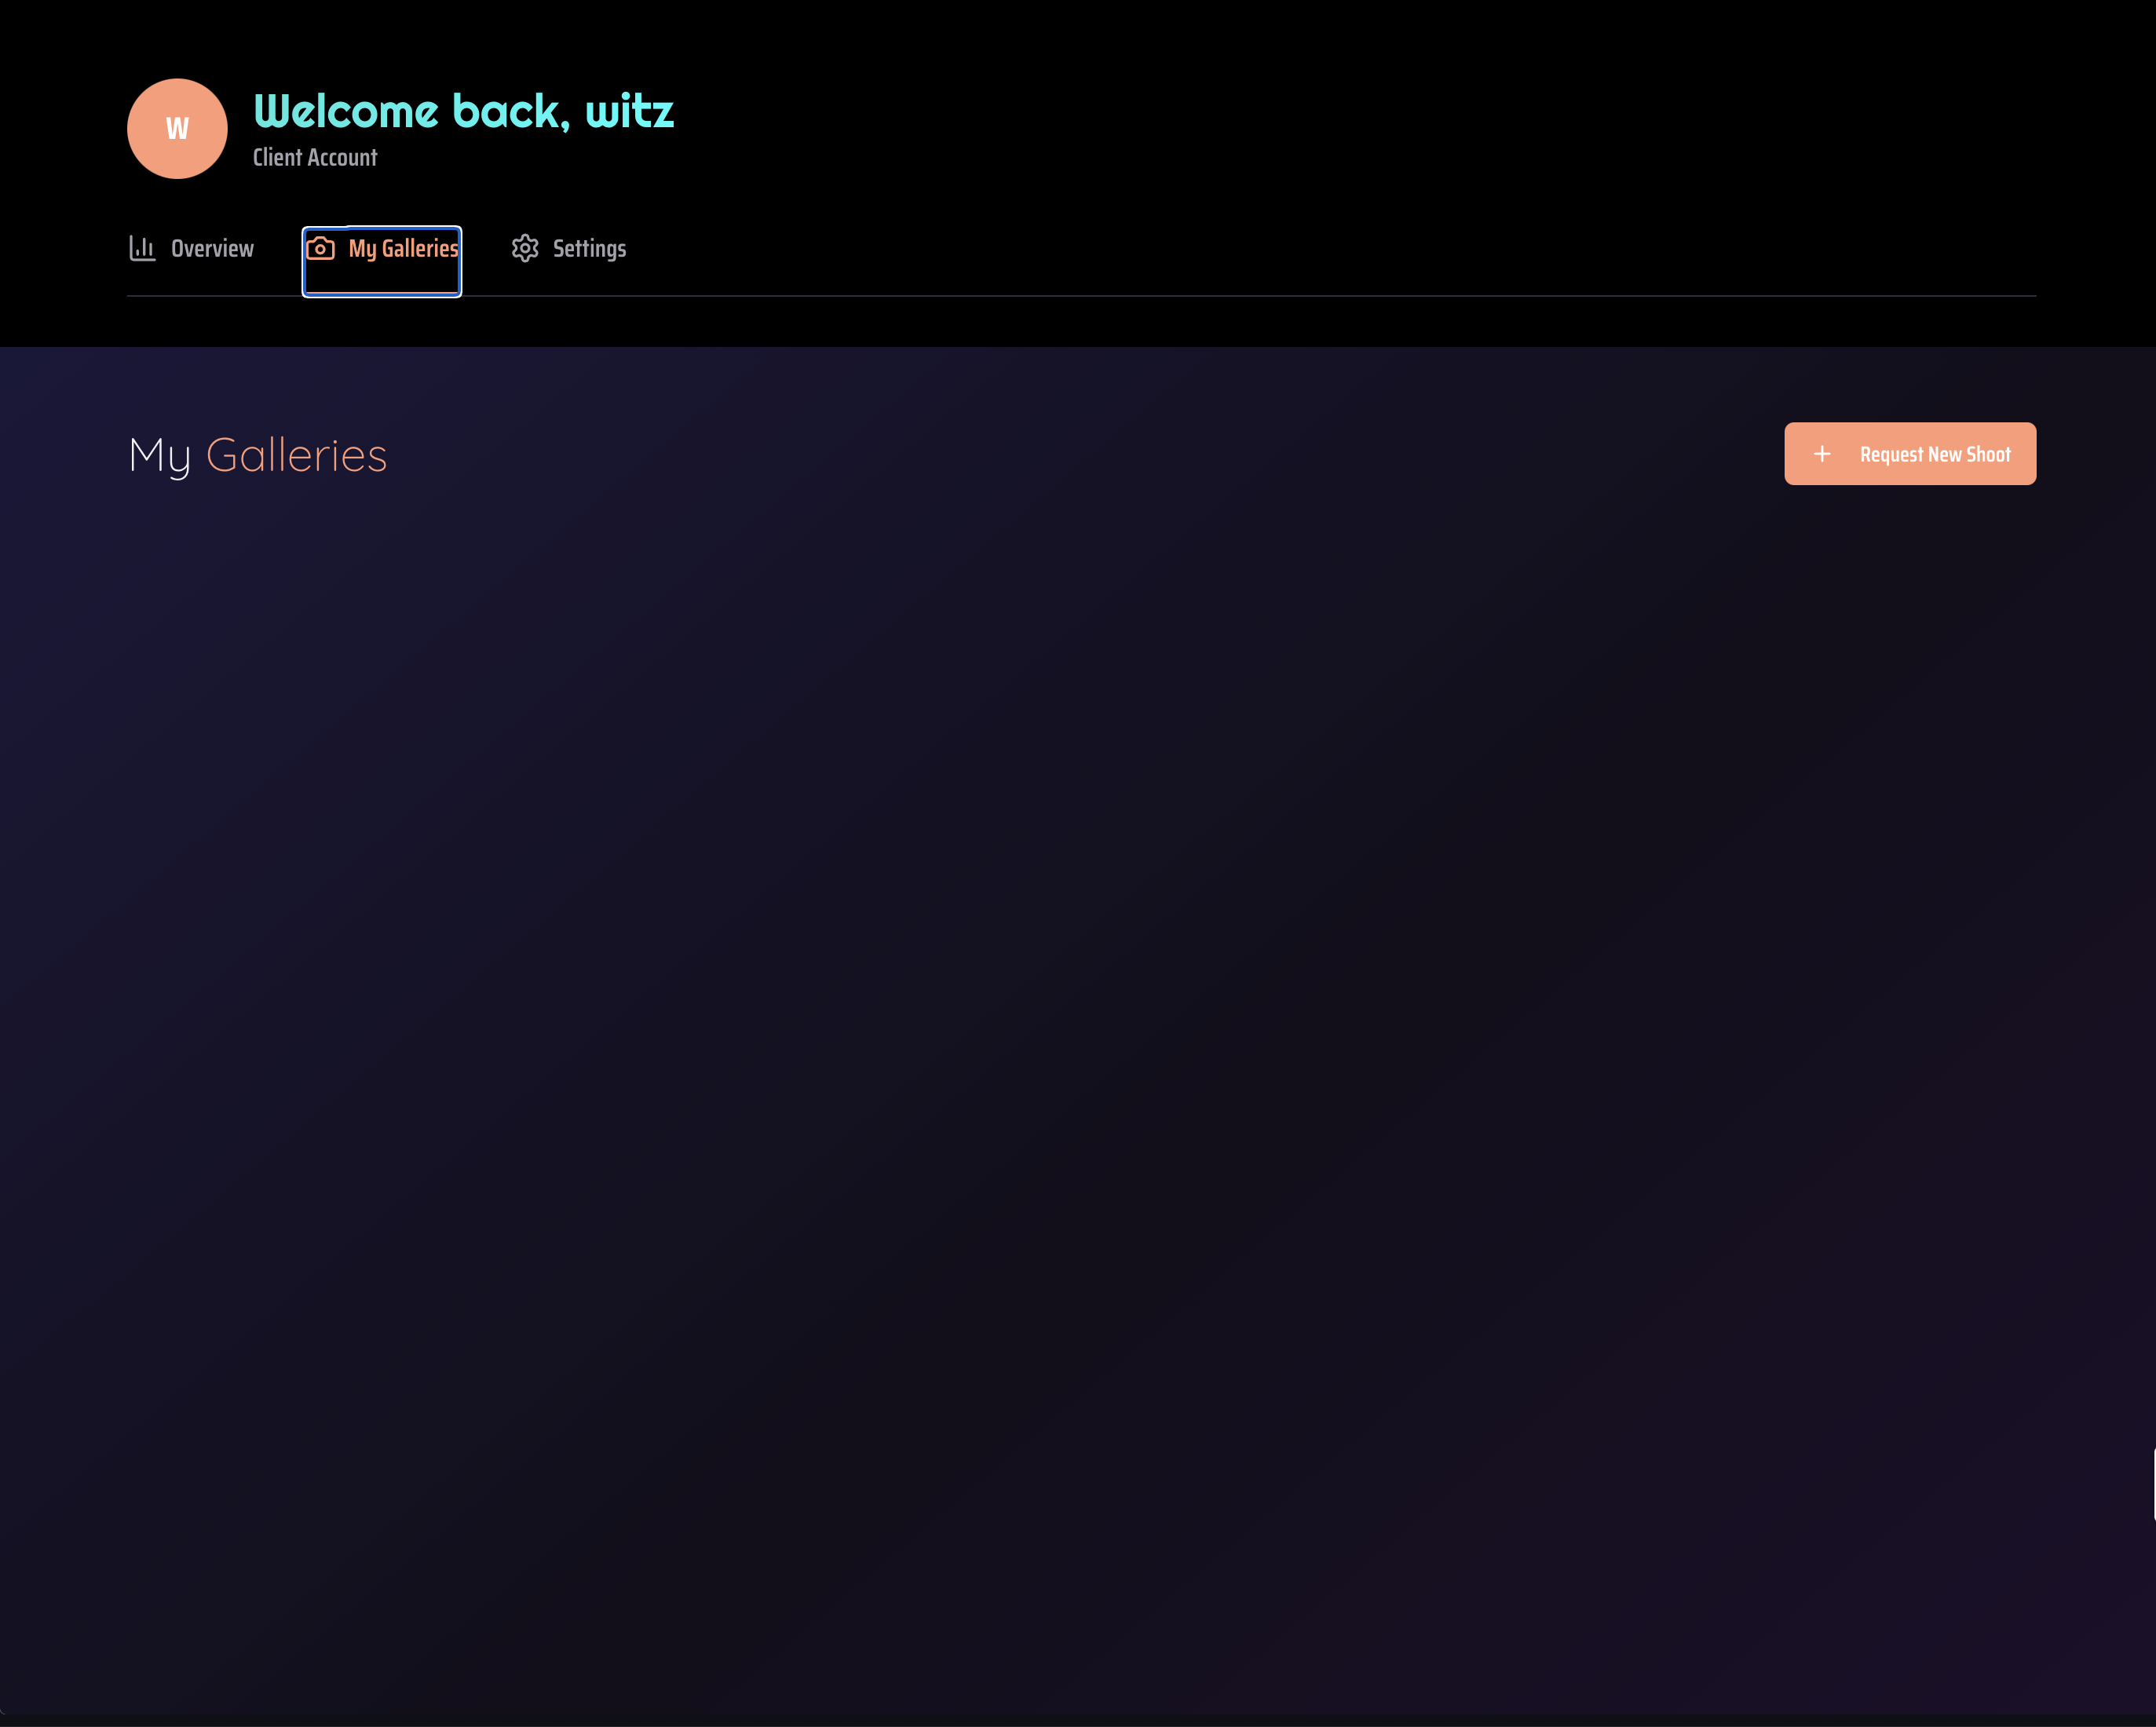 W
Welcome back, witz
Client Account
Overview
My Galleries
Settings
My Galleries
Request New Shoot